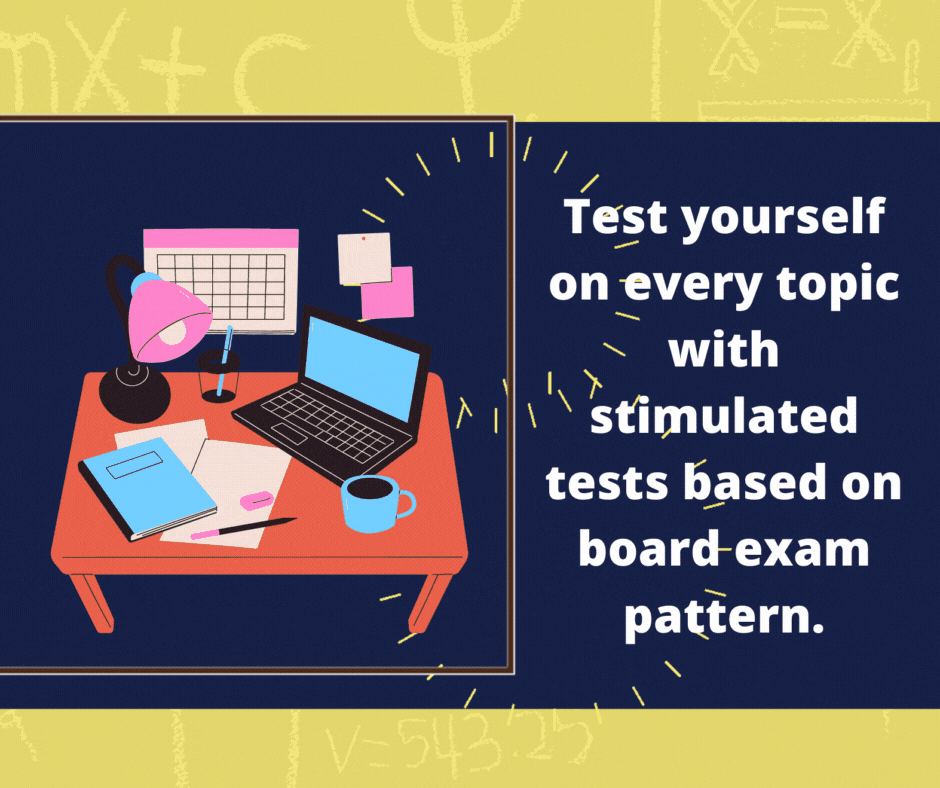 mx+c
x-x
Test yourself
on every topic
with
stimulated
tests based on
board exam
pattern.
v=543.25